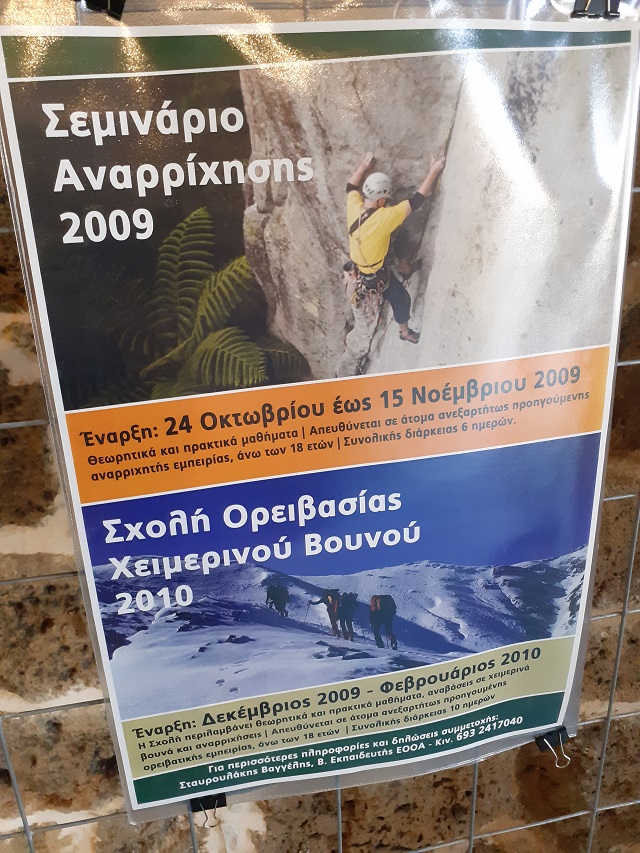 Σεμινάριο
Αναρρίχησης
2009
Έναρξη: 24 Οκτωβρίου έως 15 Νοέμβριου 2009
Θεωρητικά και πρακτικά μαθήματα | Απευθύνεται σε άτομα ανεξαρτήτως προηγούμενης
αναρριχητής εμπειρίας, άνω των 18 ετών | Συνολικής διάρκειας 6 ημερών.
Σχολή Ορειβασίας
Χειμερινού Βουνού
2010
Έναρξη: Δεκέμβριος 2009 - Φεβρουάριος 2010
Η Σχολή περιλαμβάνει θεωρητικά και πρακτικά μαθήματα, αναβάσεις σε χειμερινά
βουνά και αναρριχήσεις | Απευθύνεται σε άτομα ανεξαρτήτως προηγουμένης
ορειβατικής εμπειρίας, άνω των 18 ετών | Συνολικής διάρκειας 10 ημερών
Για περισσότερες πληροφορίες και δηλώσεις συμμετοχής:
Σταυρουλάκης Βαγγέλης, Β. Εκπαιδευτής ΕΟΟΑ - Κιν. 693 2417040